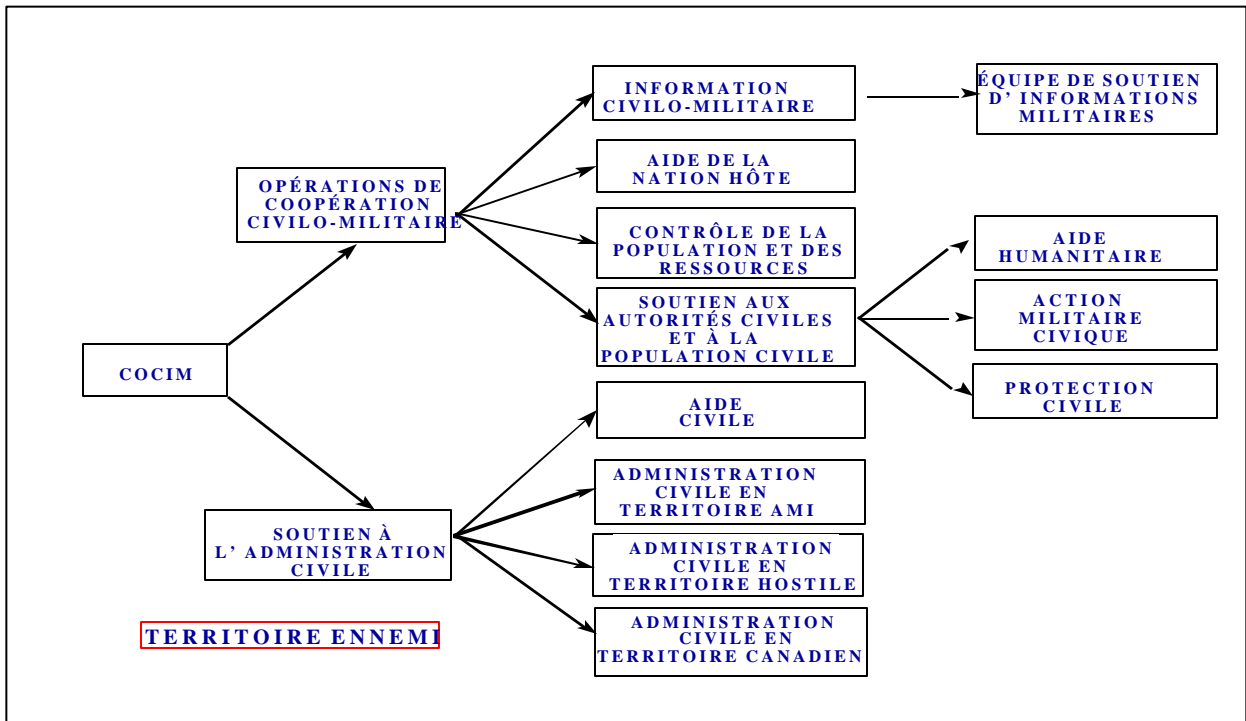 COCIM
OPÉRATIONS DE
COOPÉRATION
CIVILO-MILITAIRE
INFORMATION
CIVILO-MILITAIRE
ÉQUIPE DE SOUTIEN
D' INFORMATIONS
MILITAIRES
AIDE DE LA
NATION HÔTE
CONTRÔLE DE LA
POPULATION ET DES
RESSOURCES
SOUTIEN AUX
AUTORITÉS CIVILES
ET À LA
POPULATION CIVILE
AIDE
HUMANITAIRE
ACTION
MILITAIRE
CIVIQUE
PROTECTION
CIVILE
SOUTIEN À
L' ADMINISTRATION
CIVILE
AIDE
CIVILE
ADMINISTRATION
CIVILE EN
TERRITOIRE AMI
ADMINISTRATION
CIVILE EN
TERRITOIRE HOSTILE
ADMINISTRATION
CIVILE EN
TERRITOIRE CANADIEN
TERRITOIRE ENNEMI